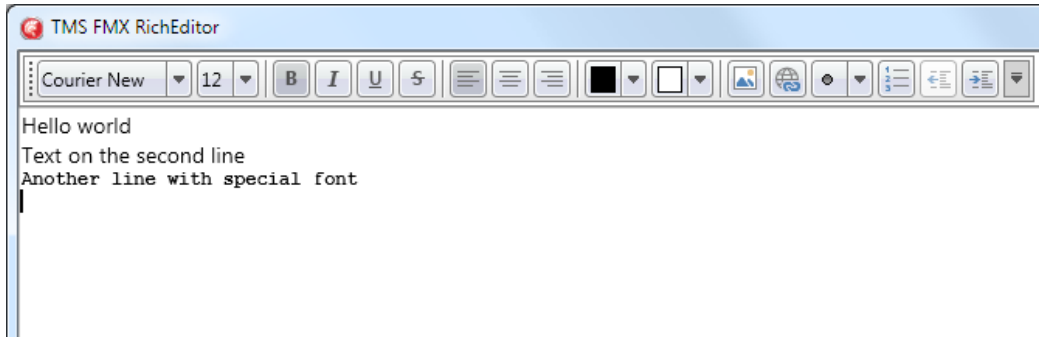 TMS FMX RichEditor
Courier New 12 B I U S
Hello world
Text on the second line
Another line with special font